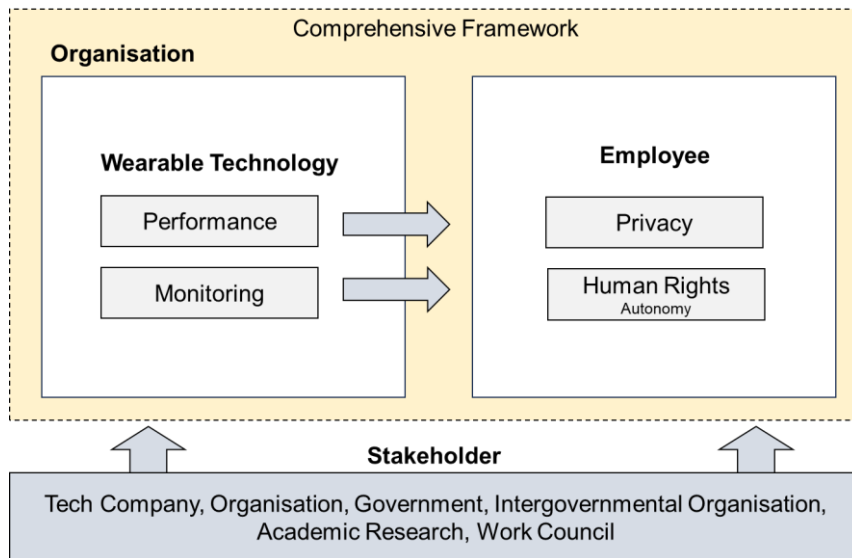 Comprehensive Framework
Organisation
Wearable Technology
Performance
Monitoring
Employee
Privacy
Human Rights
Autonomy
Stakeholder
Tech Company, Organisation, Government, Intergovernmental Organisation,
Academic Research, Work Council